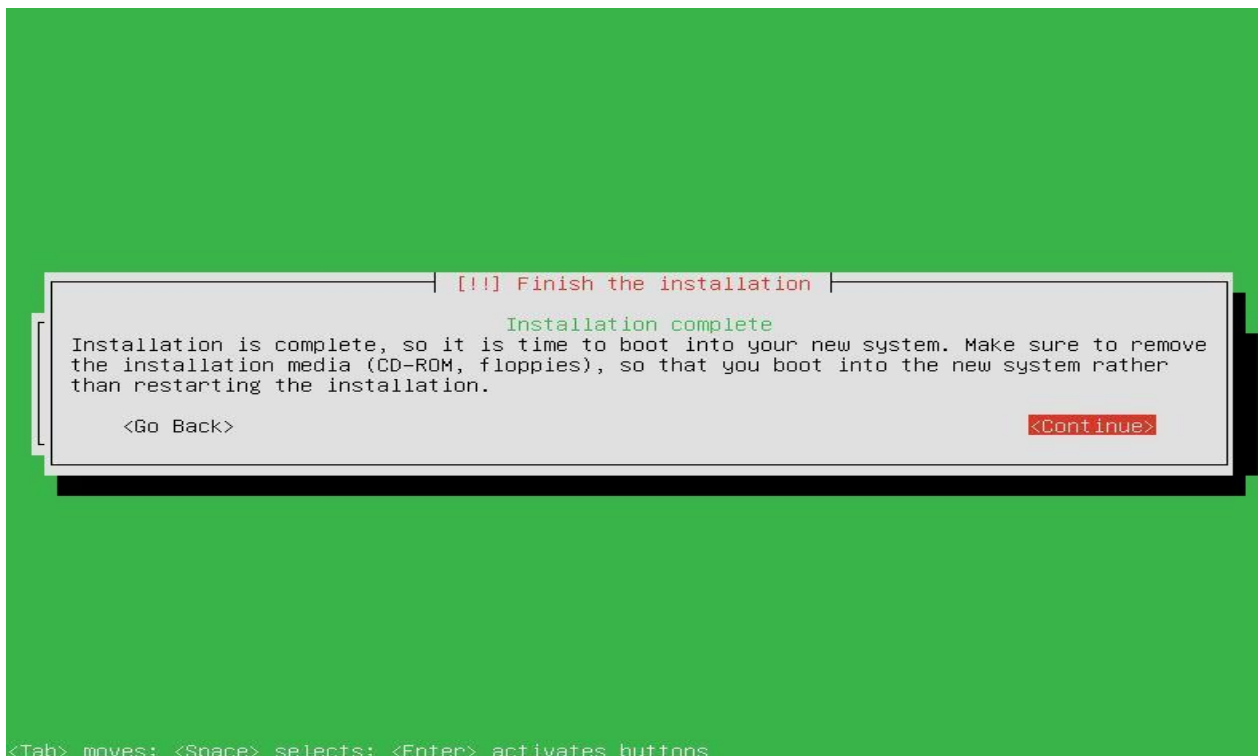 [!!] Finish the installation
Installation complete
Installation is complete, so it is time to boot into your new system. Make sure to remove
the installation media (CD-ROM, floppies), so that you boot into the new system rather
than restarting the installation.
<Go Back> <Continue>
<Tab> moves; <Space> selects; <Enter> activates buttons